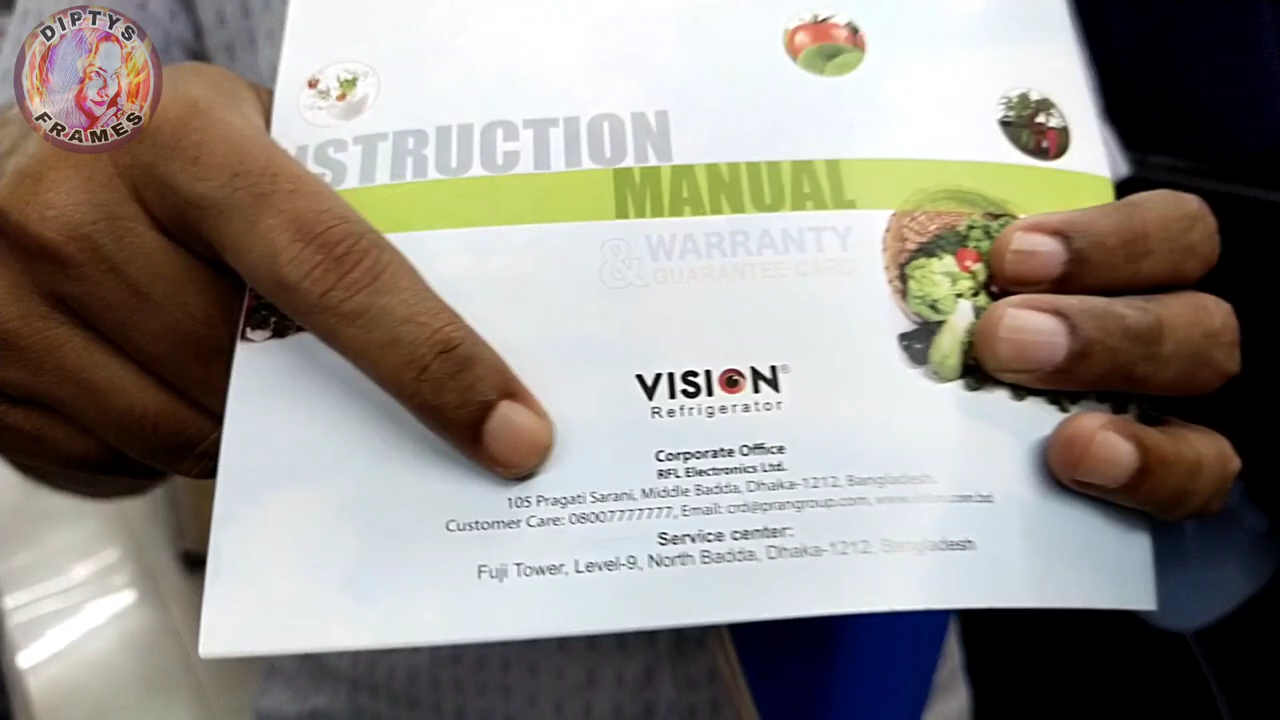 DIPTYS
FRAMES
INSTRUCTION
MANUAL
& WARRANTY
GUARANTEE CARD
VISION®
Refrigerator
Corporate Office
RFL Electronics Ltd.
105 Pragati Sarani, Middle Badda, Dhaka-1212, Bangladesh.
Customer Care: 08007777777, Email: crd@prangroup.com,
Service center:
Fuji Tower, Level-9, North Badda, Dhaka-1212, Bangladesh